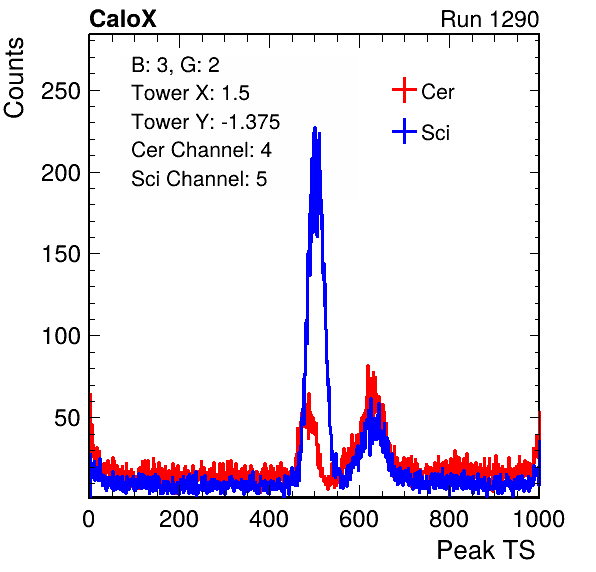 CaloX Run 1290
B: 3, G: 2
Tower X: 1.5
Tower Y: -1.375
Cer Channel: 4
Sci Channel: 5
Cer
Sci
Counts
250
200
150
100
50
0 200 400 600 800 1000
Peak TS